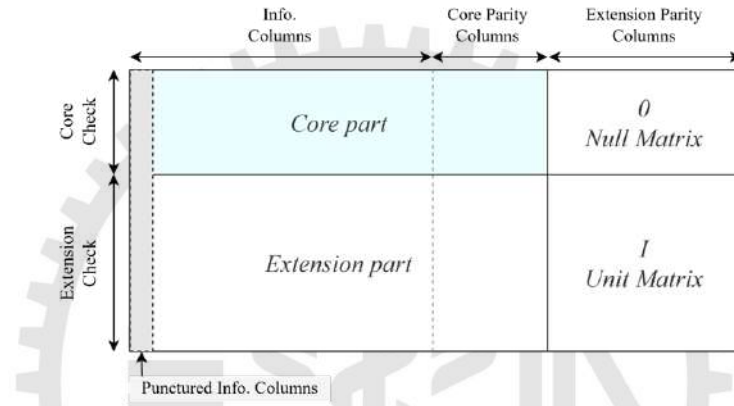 Info.
Columns
Core Parity
Columns
Extension Parity
Columns
Core
Check
Core part
0
Null Matrix
Extension
Check
Extension part
I
Unit Matrix
Punctured Info. Columns